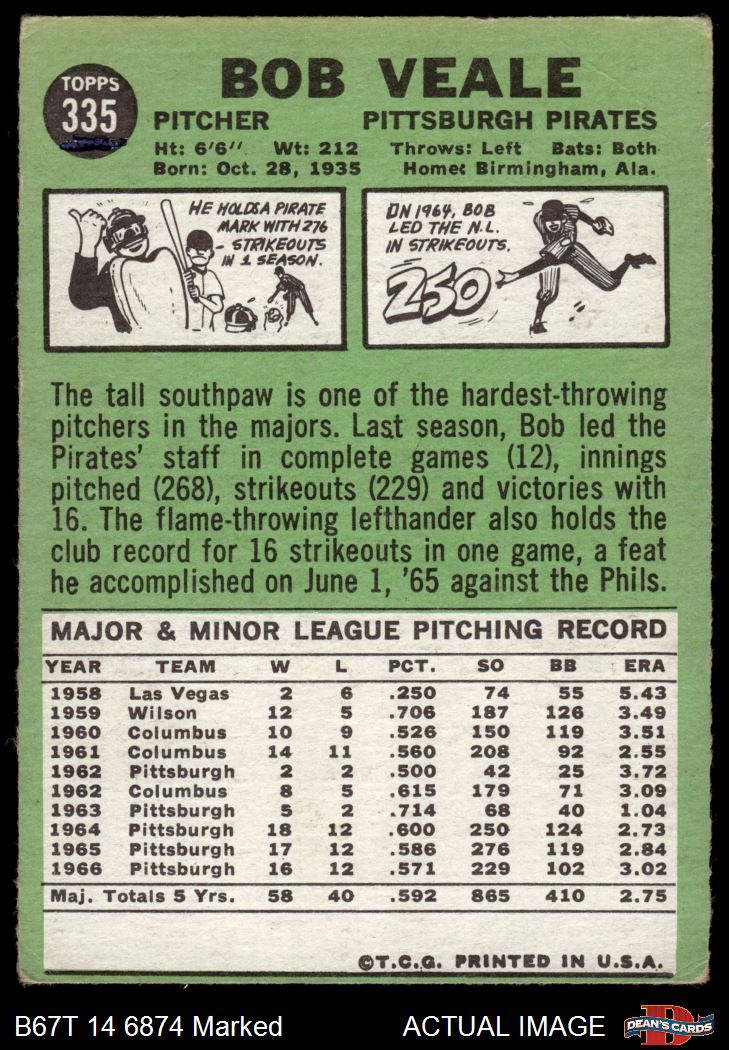 TOPPS
335
BOB VEALE
PITCHER PITTSBURGH PIRATES
Ht: 6'6" Wt: 212 Throws: Left Bats: Both
Born: Oct. 28, 1935 Home: Birmingham, Ala.
HE HOLDS A PIRATE
MARK WITH 276
- STRIKEOUTS
IN 1 SEASON.
IN 1964, BOB
LED THE N.L.
IN STRIKEOUTS.
250
The tall southpaw is one of the hardest-throwing
pitchers in the majors. Last season, Bob led the
Pirates' staff in complete games (12), innings
pitched (268), strikeouts (229) and victories with
16. The flame-throwing lefthander also holds the
club record for 16 strikeouts in one game, a feat
he accomplished on June 1, '65 against the Phils.
MAJOR & MINOR LEAGUE PITCHING RECORD
YEAR TEAM W L PCT. SO BB ERA
1958 Las Vegas 2 6 .250 74 55 5.43
1959 Wilson 12 5 .706 187 126 3.49
1960 Columbus 10 9 .526 150 119 3.51
1961 Columbus 14 11 .560 208 92 2.55
1962 Pittsburgh 2 2 .500 42 25 3.72
1962 Columbus 8 5 .615 179 71 3.09
1963 Pittsburgh 5 2 .714 68 40 1.04
1964 Pittsburgh 18 12 .600 250 124 2.73
1965 Pittsburgh 17 12 .586 276 119 2.84
1966 Pittsburgh 16 12 .571 229 102 3.02
Maj. Totals 5 Yrs. 58 40 .592 865 410 2.75
©T.C.G. PRINTED IN U.S.A.
B67T 14 6874 Marked ACTUAL IMAGE
D
DEAN'S CARDS